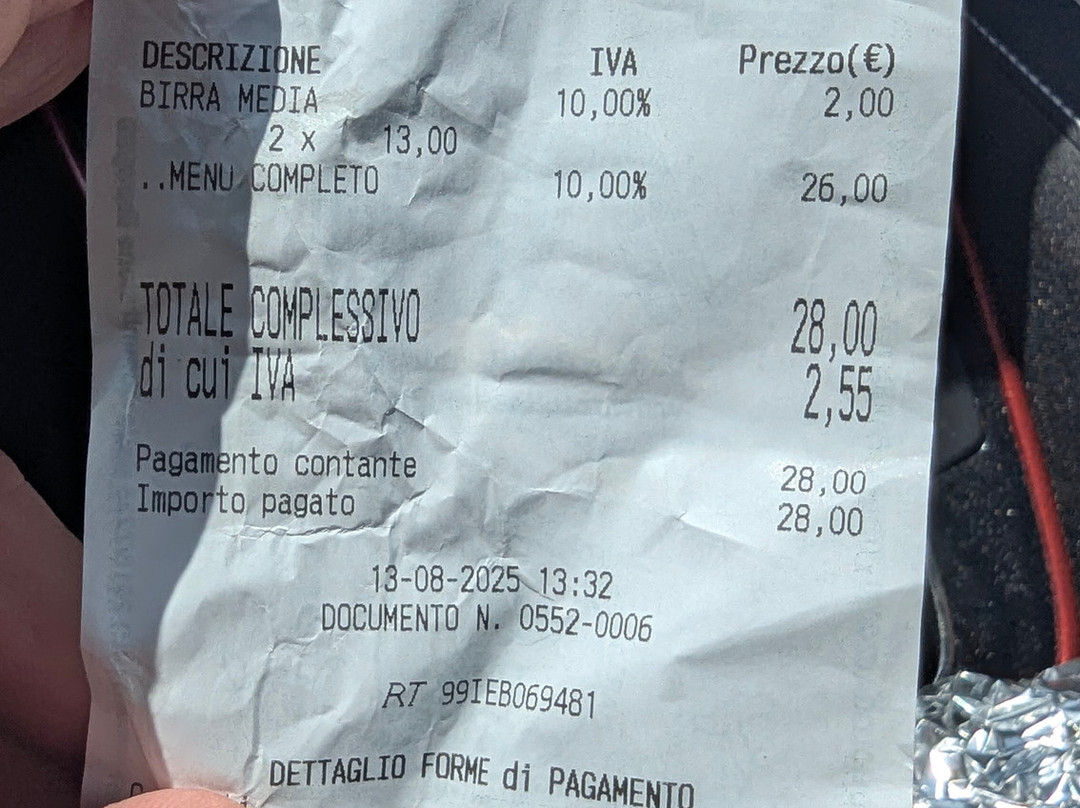 DESCRIZIONE IVA Prezzo(€)
BIRRA MEDIA 10,00% 2,00
2 x 13,00
..MENU COMPLETO 10,00% 26,00
TOTALE COMPLESSIVO 28,00
di cui IVA 2,55
Pagamento contante 28,00
Importo pagato 28,00
13-08-2025 13:32
DOCUMENTO N. 0552-0006
RT 99IEB069481
DETTAGLIO FORME di PAGAMENTO